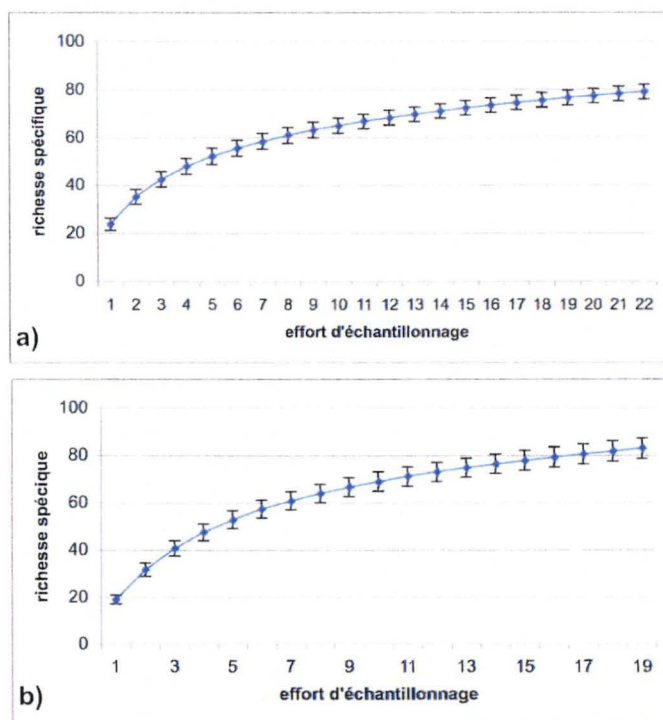 100
80
60
40
20
0
richesse spécifique
1 2 3 4 5 6 7 8 9 10 11 12 13 14 15 16 17 18 19 20 21 22
effort d'échantillonnage
a)
100
80
60
40
20
0
richesse spécique
1 3 5 7 9 11 13 15 17 19
effort d'échantillonnage
b)